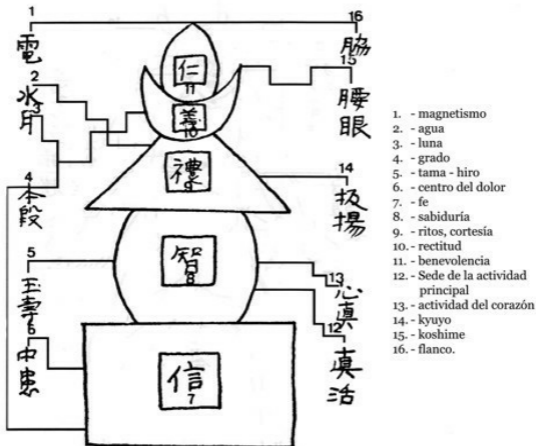 1
電
2
水
3
月
4
本段
5
玉壽
6
中患
仁
11
義
10
禮
9
智
8
信
7
16
脇
15
腰眼
14
扱揚
13
心眞
12
眞活
1. - magnetismo
2. - agua
3. - luna
4. - grado
5. - tama - hiro
6. - centro del dolor
7. - fe
8. - sabiduría
9. - ritos, cortesía
10. - rectitud
11. - benevolencia
12. - Sede de la actividad
principal
13. - actividad del corazón
14. - kyuyo
15. - koshime
16. - flanco.